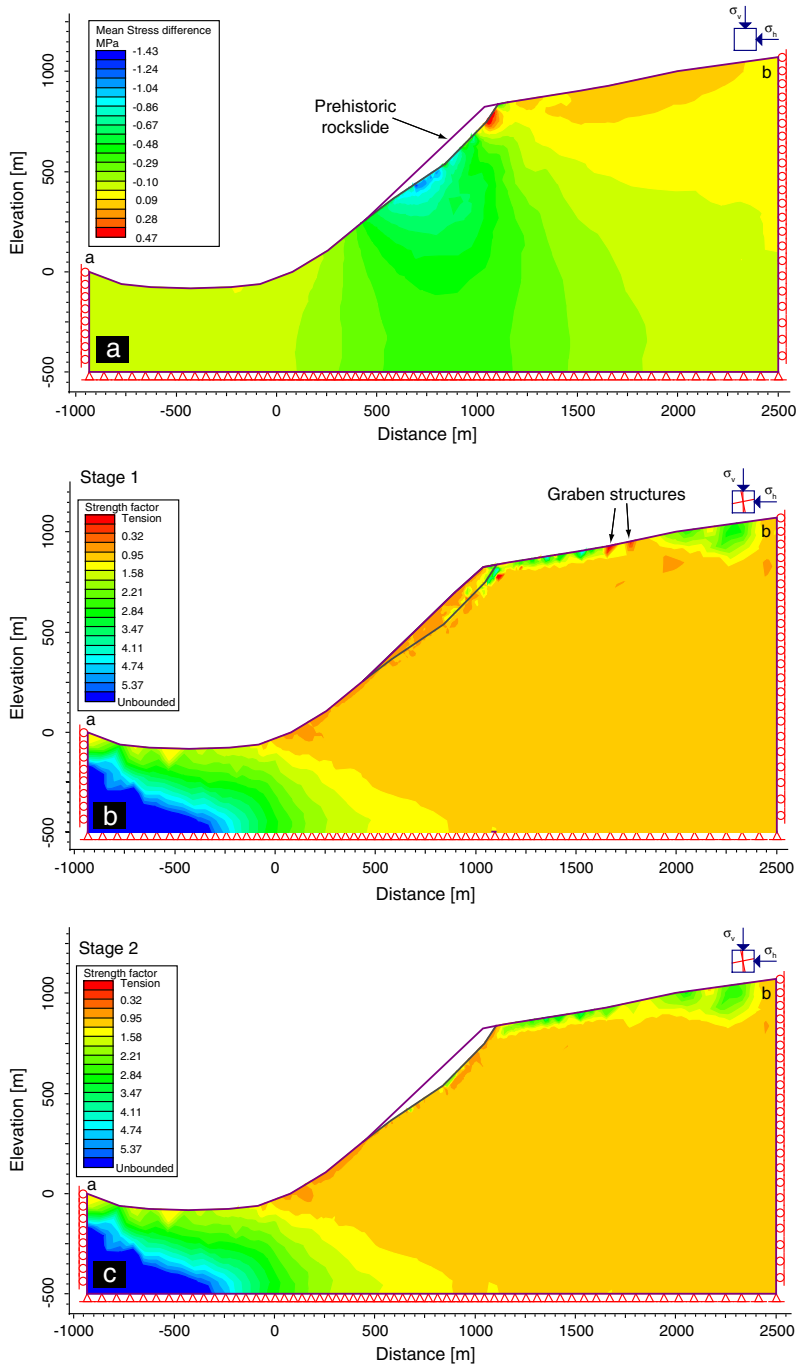 Mean Stress difference
MPa
-1.43
-1.24
-1.04
-0.86
-0.67
-0.48
-0.29
-0.10
0.09
0.28
0.47
σv
σh
b
Prehistoric
rockslide
a
a
1000
500
0
-500
Elevation [m]
-1000
-500
0
500
1000
1500
2000
2500
Distance [m]
Stage 1
Strength factor
Tension
0.32
0.95
1.58
2.21
2.84
3.47
4.11
4.74
5.37
Unbounded
Graben structures
σv
σh
b
a
b
1000
500
0
-500
Elevation [m]
-1000
-500
0
500
1000
1500
2000
2500
Distance [m]
Stage 2
Strength factor
Tension
0.32
0.95
1.58
2.21
2.84
3.47
4.11
4.74
5.37
Unbounded
σv
σh
b
a
c
1000
500
0
-500
Elevation [m]
-1000
-500
0
500
1000
1500
2000
2500
Distance [m]